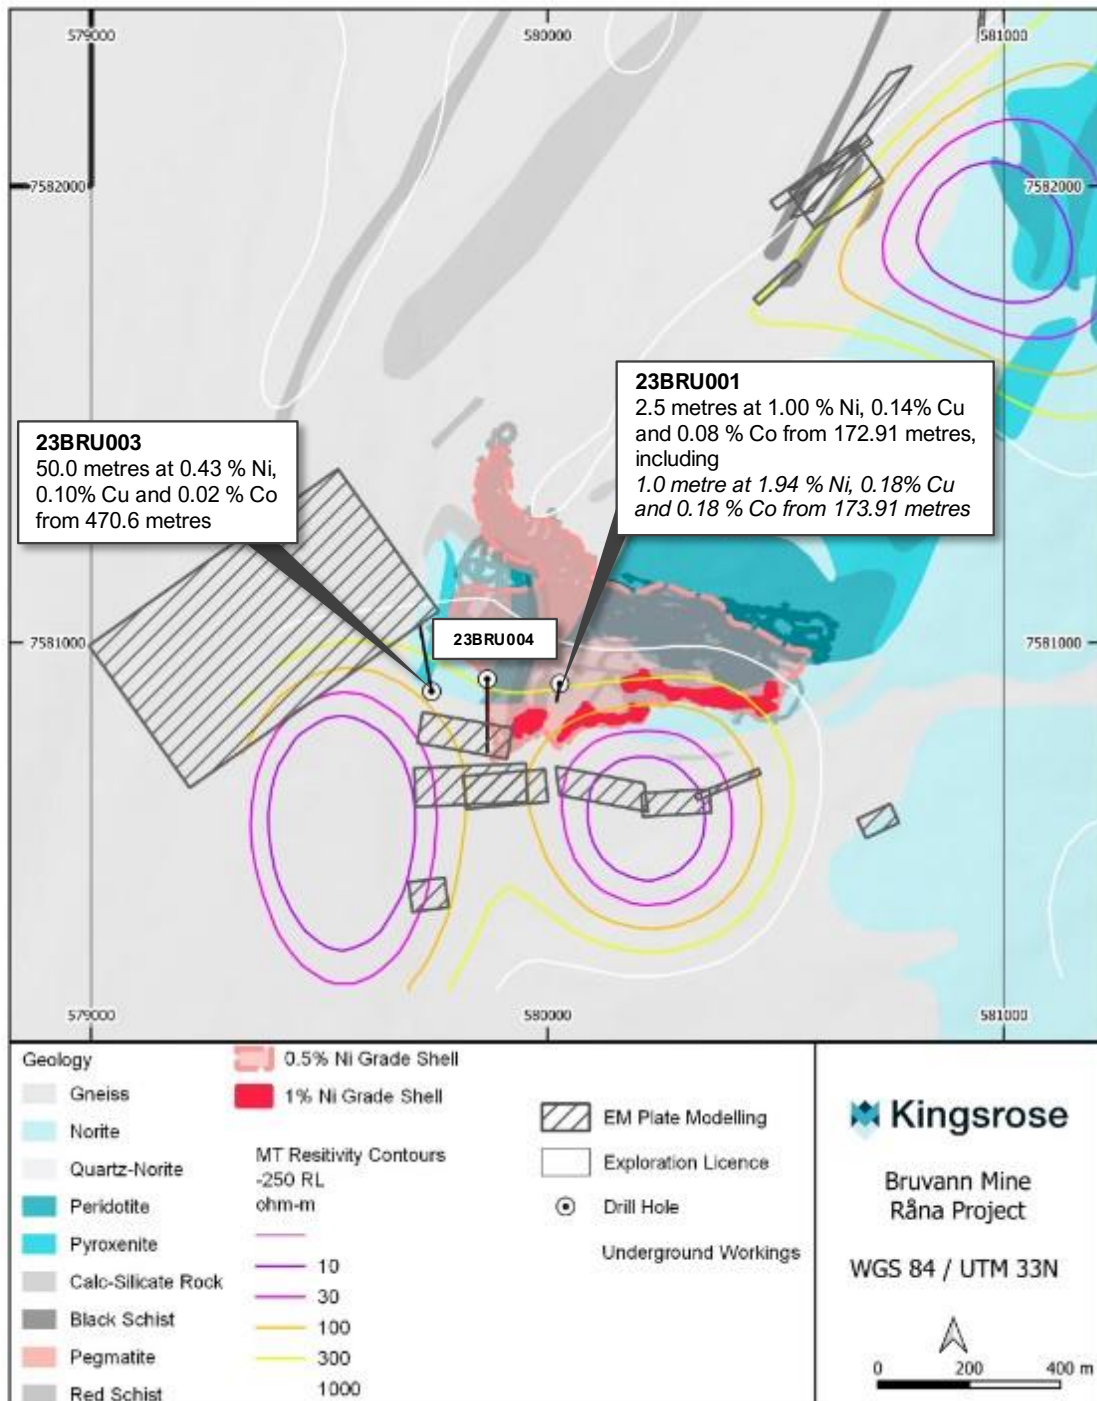 579000
580000
581000
7582000
7582000
23BRU001
2.5 metres at 1.00 % Ni, 0.14% Cu
and 0.08 % Co from 172.91 metres,
including
1.0 metre at 1.94 % Ni, 0.18% Cu
and 0.18 % Co from 173.91 metres
23BRU003
50.0 metres at 0.43 % Ni,
0.10% Cu and 0.02 % Co
from 470.6 metres
23BRU004
7581000
7581000
579000
580000
581000
Geology
Gneiss
Norite
Quartz-Norite
Peridotite
Pyroxenite
Calc-Silicate Rock
Black Schist
Pegmatite
Red Schist
0.5% Ni Grade Shell
1% Ni Grade Shell
MT Resitivity Contours
-250 RL
ohm-m
10
30
100
300
1000
EM Plate Modelling
Exploration Licence
Drill Hole
Underground Workings
Kingsrose
Bruvann Mine
Råna Project
WGS 84 / UTM 33N
0 200 400 m